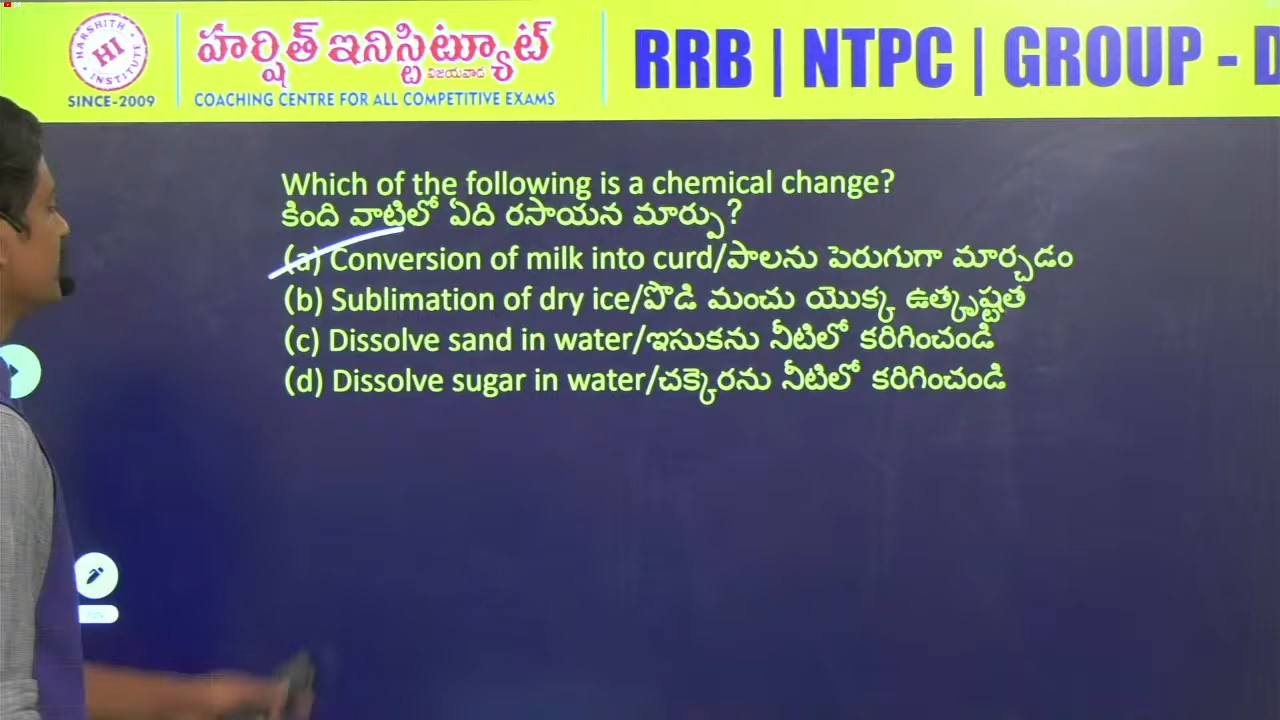 HARSHITH
HI
INSTITUTE
SINCE-2009
హర్షిత్ ఇనిస్టిట్యూట్
విజయవాడ
COACHING CENTRE FOR ALL COMPETITIVE EXAMS
RRB | NTPC | GROUP - D
Which of the following is a chemical change?
కింది వాటిలో ఏది రసాయన మార్పు?
(a) Conversion of milk into curd/పాలను పెరుగుగా మార్చడం
(b) Sublimation of dry ice/పొడి మంచు యొక్క ఉత్కృష్టత
(c) Dissolve sand in water/ఇసుకను నీటిలో కరిగించండి
(d) Dissolve sugar in water/చక్కెరను నీటిలో కరిగించండి